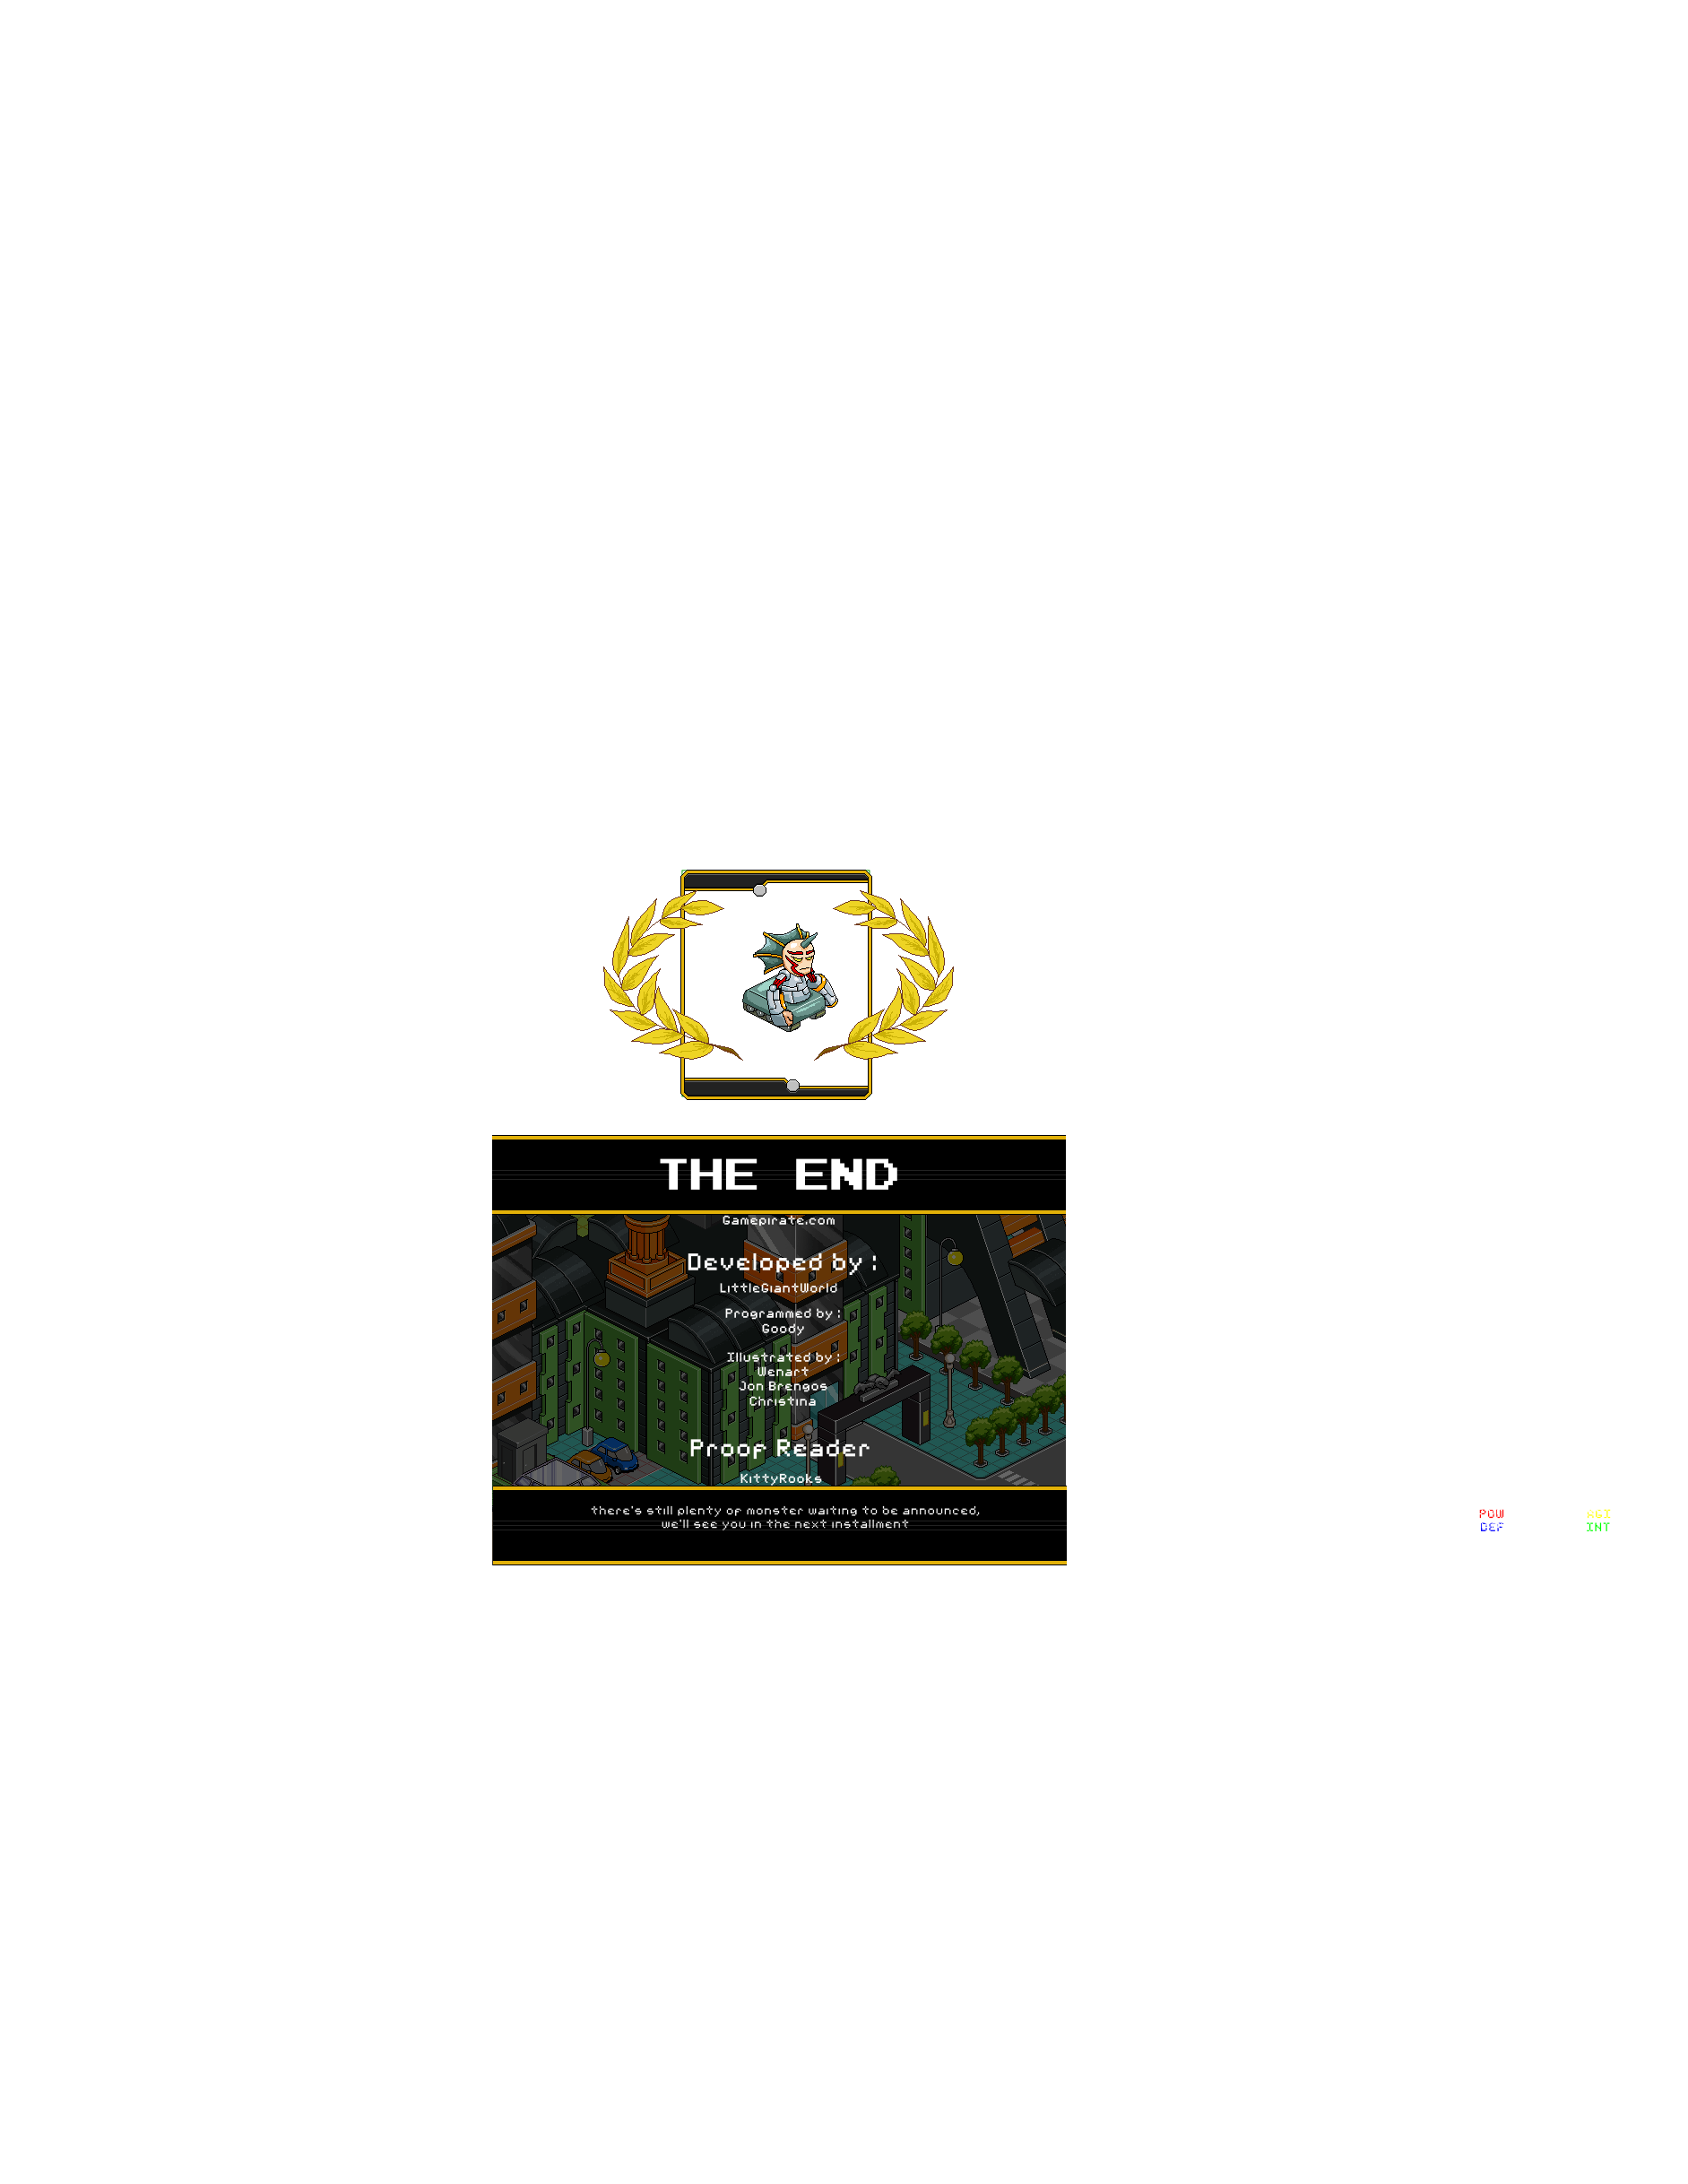 THE END
Gamepirate.com
Developed by :
LittleGiantWorld
Programmed by :
Goody
Illustrated by :
Wenart
Jon Brengos
Christina
Proof Reader
KittyRooks
there's still plenty of monster waiting to be announced,
we'll see you in the next installment
POW AGI
DEF INT